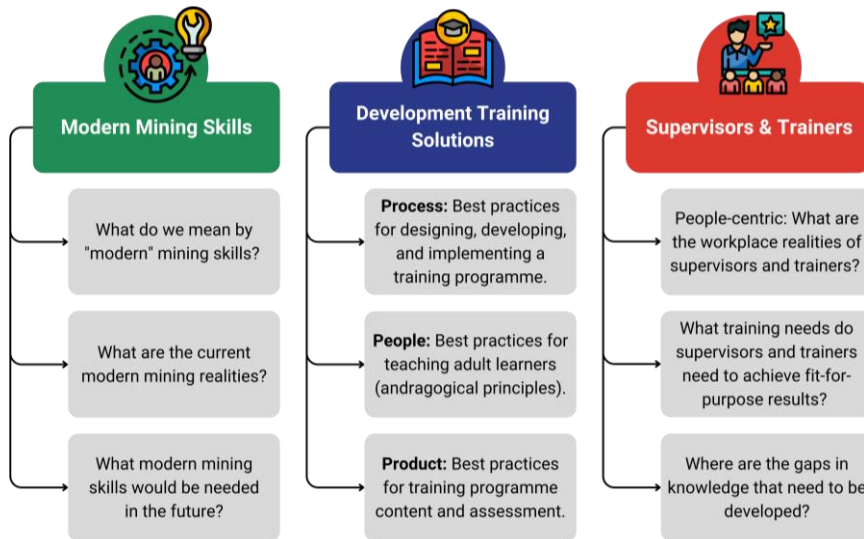 Modern Mining Skills
What do we mean by
"modern" mining skills?
What are the current
modern mining realities?
What modern mining
skills would be needed
in the future?
Development Training
Solutions
Process: Best practices
for designing, developing,
and implementing a
training programme.
People: Best practices for
teaching adult learners
(andragogical principles).
Product: Best practices
for training programme
content and assessment.
Supervisors & Trainers
People-centric: What are
the workplace realities of
supervisors and trainers?
What training needs do
supervisors and trainers
need to achieve fit-for-
purpose results?
Where are the gaps in
knowledge that need to be
developed?